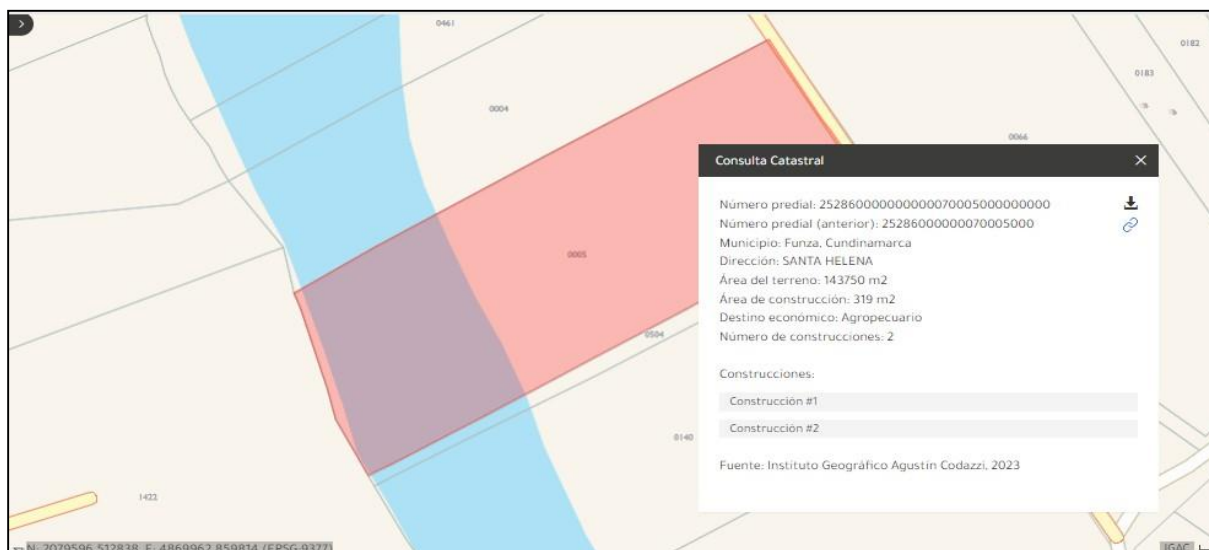 0461
0182
0183
0004
0066
Consulta Catastral
Número predial: 252860000000000070005000000000
Número predial (anterior): 25286000000070005000
Municipio: Funza, Cundinamarca
Dirección: SANTA HELENA
Área del terreno: 143750 m2
Área de construcción: 319 m2
Destino económico: Agropecuario
Número de construcciones: 2
Construcciones:
Construcción #1
Construcción #2
Fuente: Instituto Geográfico Agustín Codazzi, 2023
0005
0504
0140
1422
N: 2079596.512838, E: 4869962.859814 (EPSG:9377)
IGAC